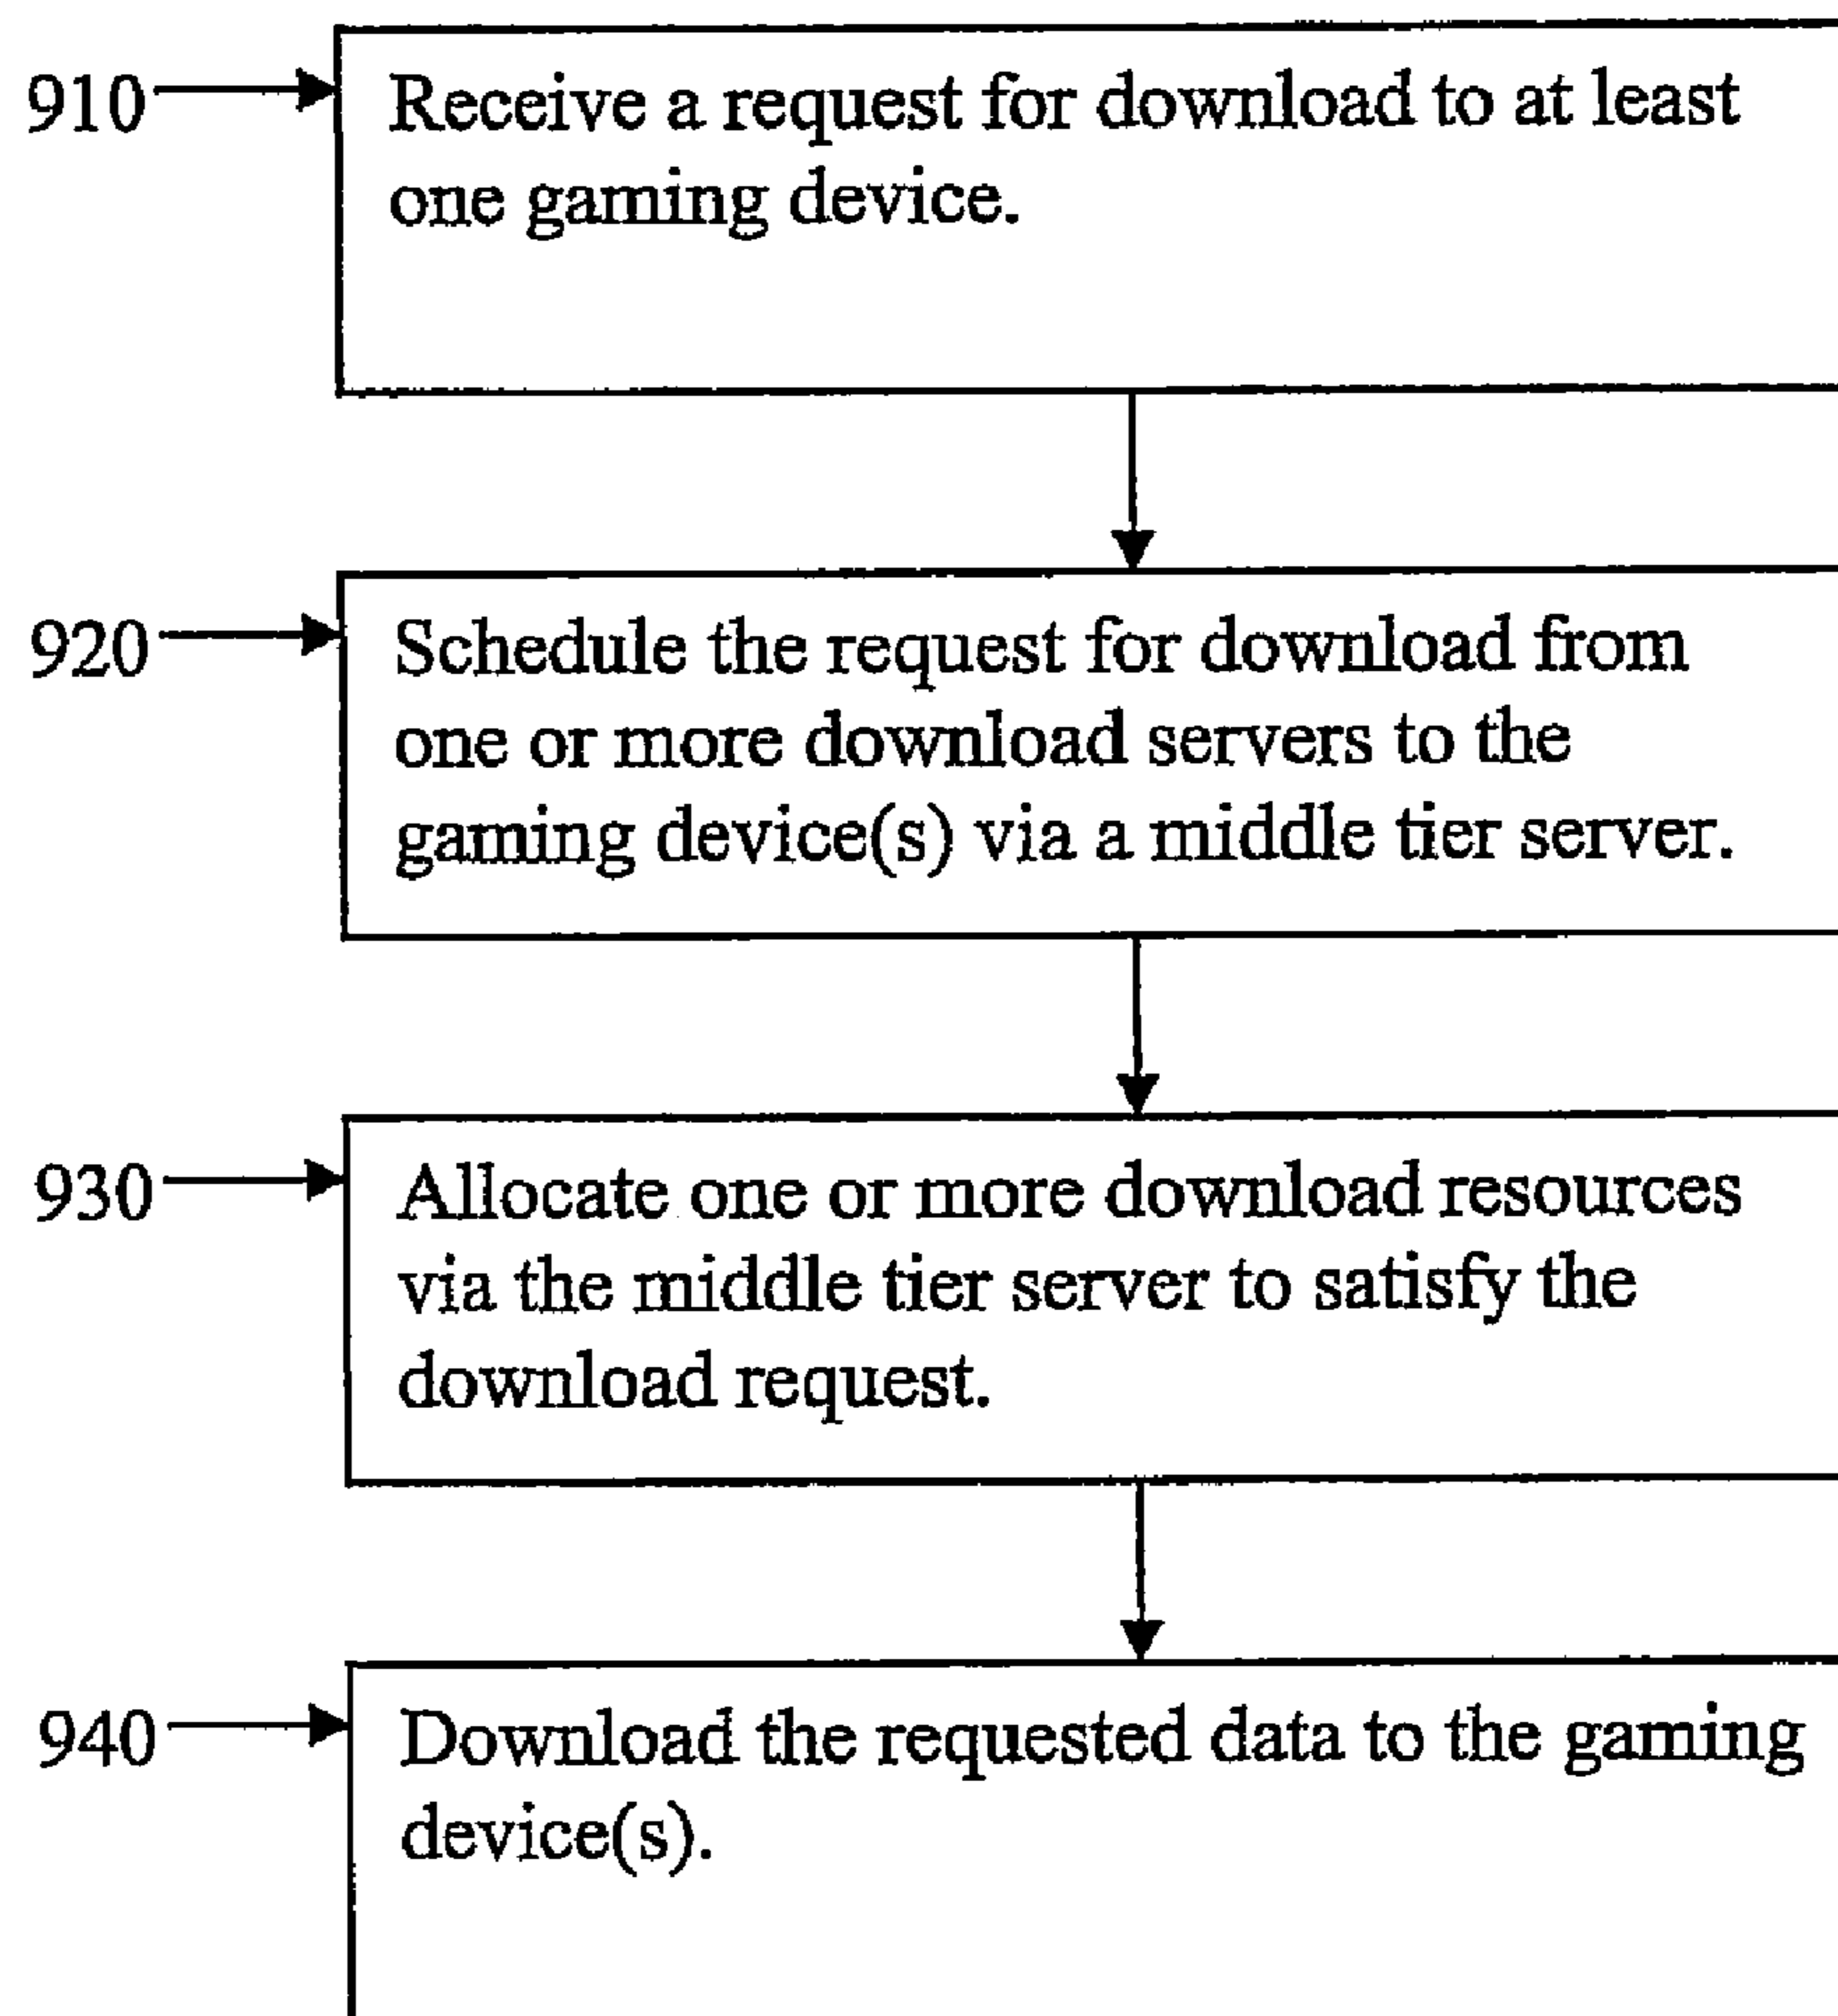 910
Receive a request for download to at least
one gaming device.
920
Schedule the request for download from
one or more download servers to the
gaming device(s) via a middle tier server.
930
Allocate one or more download resources
via the middle tier server to satisfy the
download request.
940
Download the requested data to the gaming
device(s).